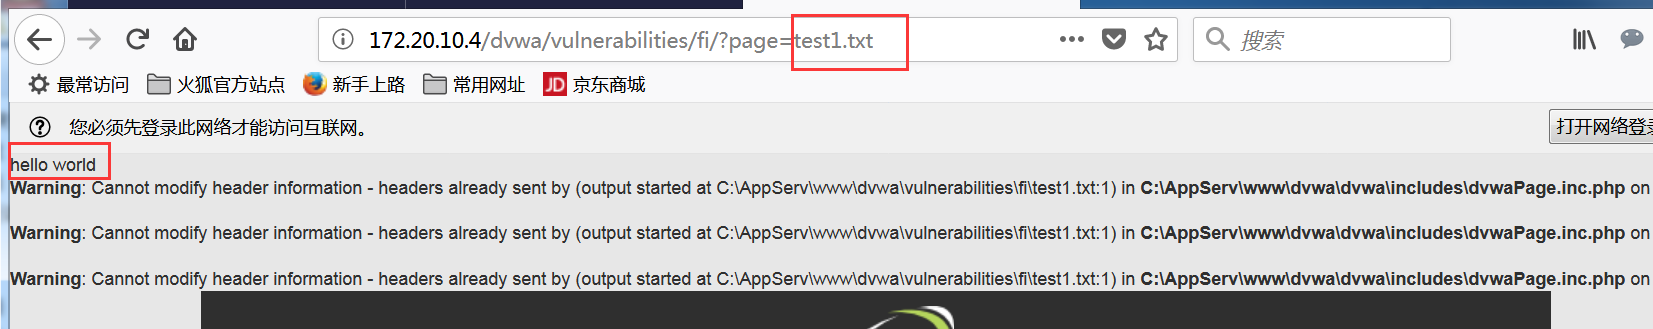 172.20.10.4/dvwa/vulnerabilities/fi/?page=test1.txt
搜索
最常访问 火狐官方站点 新手上路 常用网址 JD 京东商城
您必须先登录此网络才能访问互联网。 打开网络登录
hello world
Warning: Cannot modify header information - headers already sent by (output started at C:\AppServ\www\dvwa\vulnerabilities\fi\test1.txt:1) in C:\AppServ\www\dvwa\dvwa\includes\dvwaPage.inc.php on
Warning: Cannot modify header information - headers already sent by (output started at C:\AppServ\www\dvwa\vulnerabilities\fi\test1.txt:1) in C:\AppServ\www\dvwa\dvwa\includes\dvwaPage.inc.php on
Warning: Cannot modify header information - headers already sent by (output started at C:\AppServ\www\dvwa\vulnerabilities\fi\test1.txt:1) in C:\AppServ\www\dvwa\dvwa\includes\dvwaPage.inc.php on